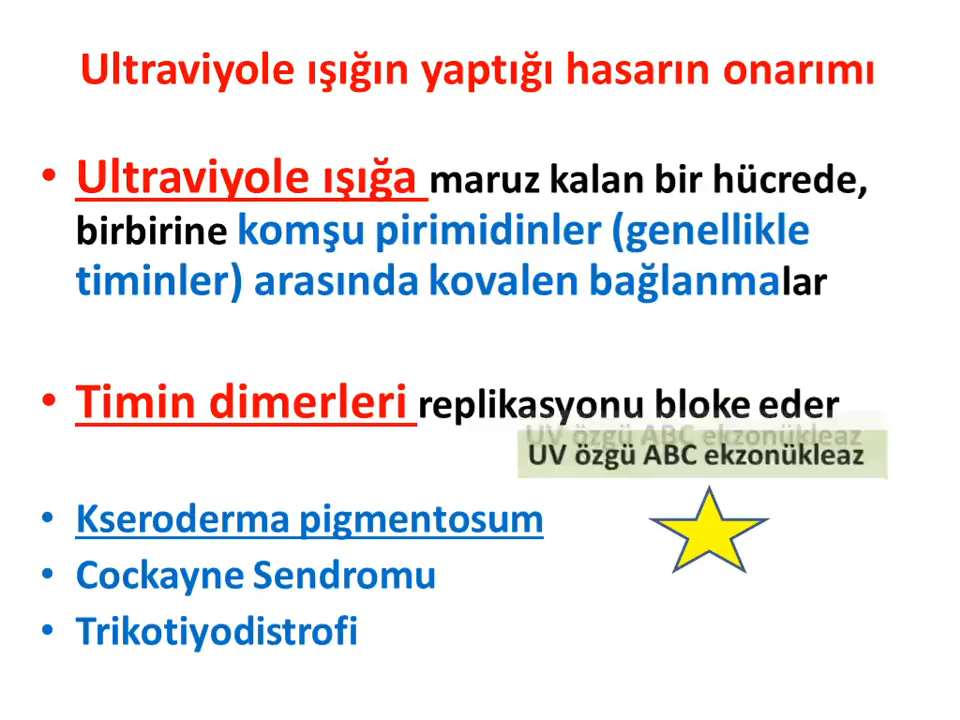 Ultraviyole ışığın yaptığı hasarın onarımı
• Ultraviyole ışığa maruz kalan bir hücrede,
birbirine komşu pirimidinler (genellikle
timinler) arasında kovalen bağlanmalar
• Timin dimerleri replikasyonu bloke eder
UV özgü ABC ekzonükleaz
UV özgü ABC ekzonükleaz
• Kseroderma pigmentosum
• Cockayne Sendromu
• Trikotiyodistrofi